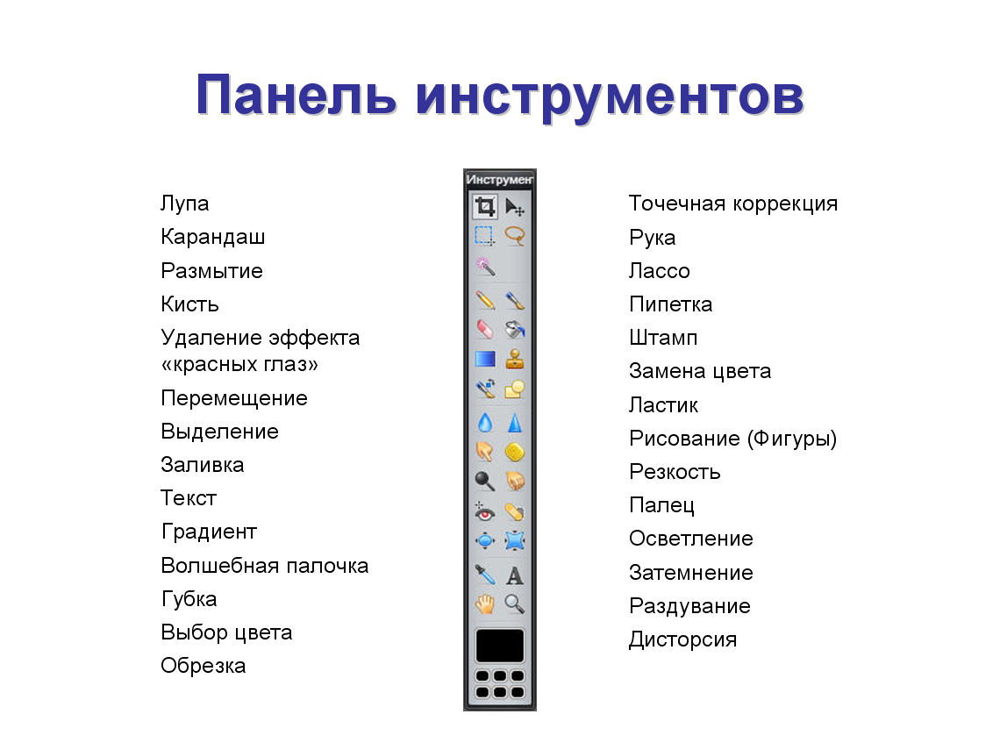 Панель инструментов
Лупа
Карандаш
Размытие
Кисть
Удаление эффекта
«красных глаз»
Перемещение
Выделение
Заливка
Текст
Градиент
Волшебная палочка
Губка
Выбор цвета
Обрезка
Инструмен
A
Точечная коррекция
Рука
Лассо
Пипетка
Штамп
Замена цвета
Ластик
Рисование (Фигуры)
Резкость
Палец
Осветление
Затемнение
Раздувание
Дисторсия